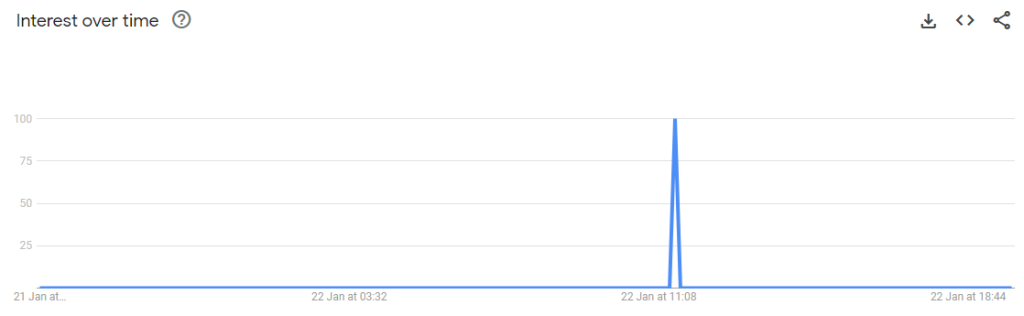 Interest over time
100
75
50
25
21 Jan at...
22 Jan at 03:32
22 Jan at 11:08
22 Jan at 18:44